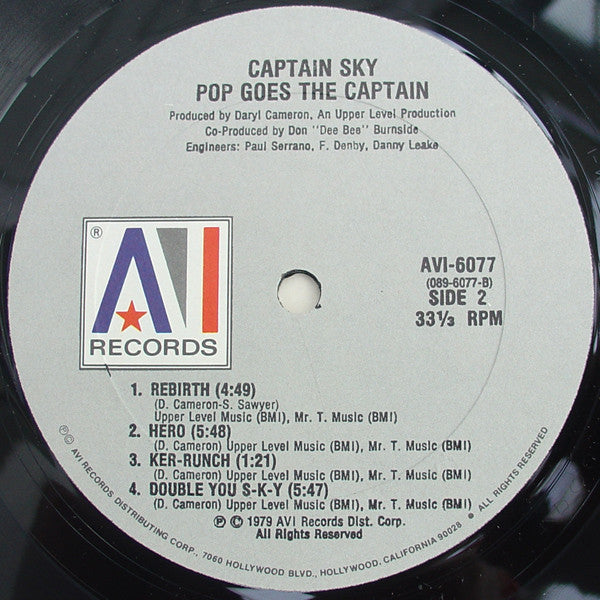 CAPTAIN SKY
POP GOES THE CAPTAIN
Produced by Daryl Cameron, An Upper Level Production
Co-Produced by Don "Dee Bee" Burnside
Engineers: Paul Serrano, F. Denby, Danny Leake
®
AVI
RECORDS
AVI-6077
(089-6077-B)
SIDE 2
33⅓ RPM
1. REBIRTH (4:49)
(D. Cameron-S. Sawyer)
Upper Level Music (BMI), Mr. T. Music (BMI)
2. HERO (5:48)
(D. Cameron) Upper Level Music (BMI), Mr. T. Music (BMI)
3. KER-RUNCH (1:21)
(D. Cameron) Upper Level Music (BMI), Mr. T. Music (BMI)
4. DOUBLE YOU S-K-Y (5:47)
(D. Cameron) Upper Level Music (BMI), Mr. T. Music (BMI)
℗ © 1979 AVI Records Dist. Corp.
All Rights Reserved
℗© AVI RECORDS DISTRIBUTING CORP., 7060 HOLLYWOOD BLVD., HOLLYWOOD, CALIFORNIA 90028 • ALL RIGHTS RESERVED